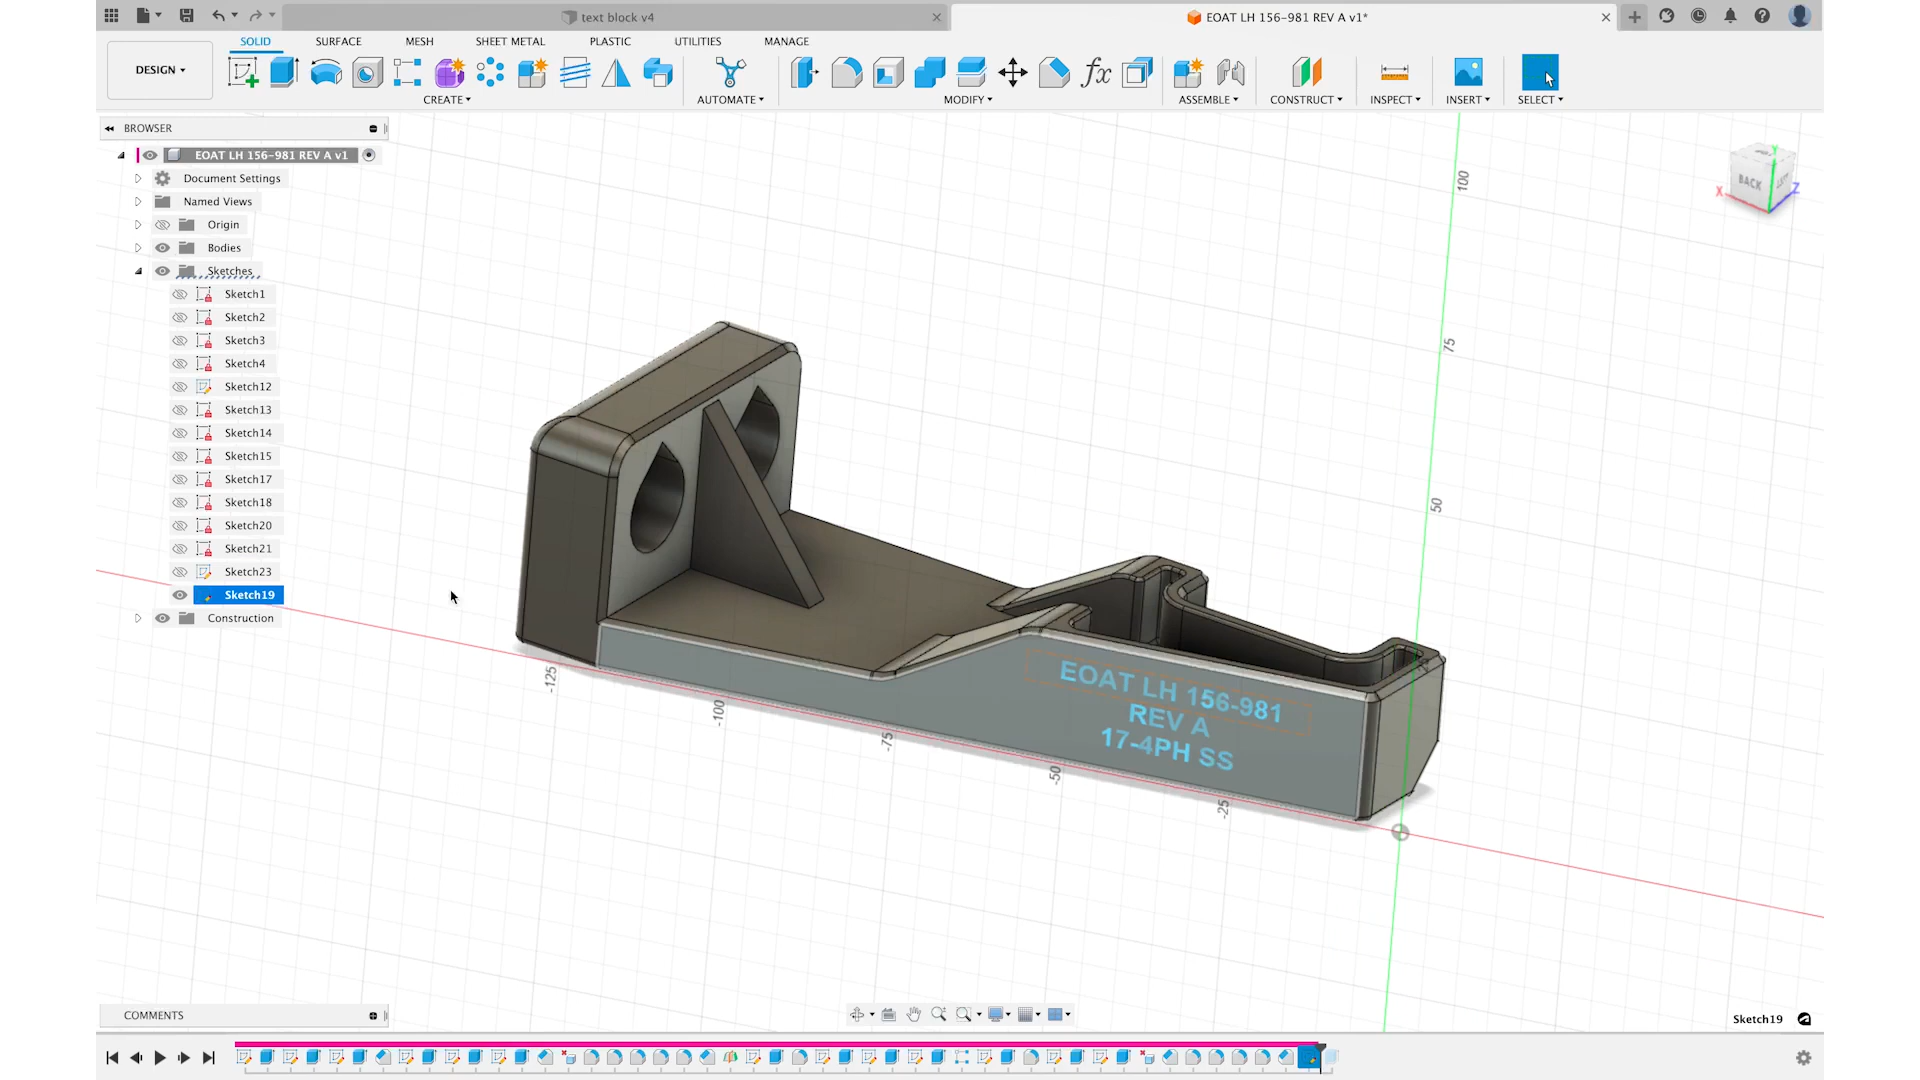 text block v4
EOAT LH 156-981 REV A v1*
SOLID
SURFACE
MESH
SHEET METAL
PLASTIC
UTILITIES
MANAGE
DESIGN
CREATE
AUTOMATE
MODIFY
ASSEMBLE
CONSTRUCT
INSPECT
INSERT
SELECT
BROWSER
EOAT LH 156-981 REV A v1
Document Settings
Named Views
Origin
Bodies
Sketches
Sketch1
Sketch2
Sketch3
Sketch4
Sketch12
Sketch13
Sketch14
Sketch15
Sketch17
Sketch18
Sketch20
Sketch21
Sketch23
Sketch19
Construction
BACK
X
Y
Z
100
75
50
-125
-100
-75
-50
-25
EOAT LH 156-981
REV A
17-4PH SS
COMMENTS
Sketch19